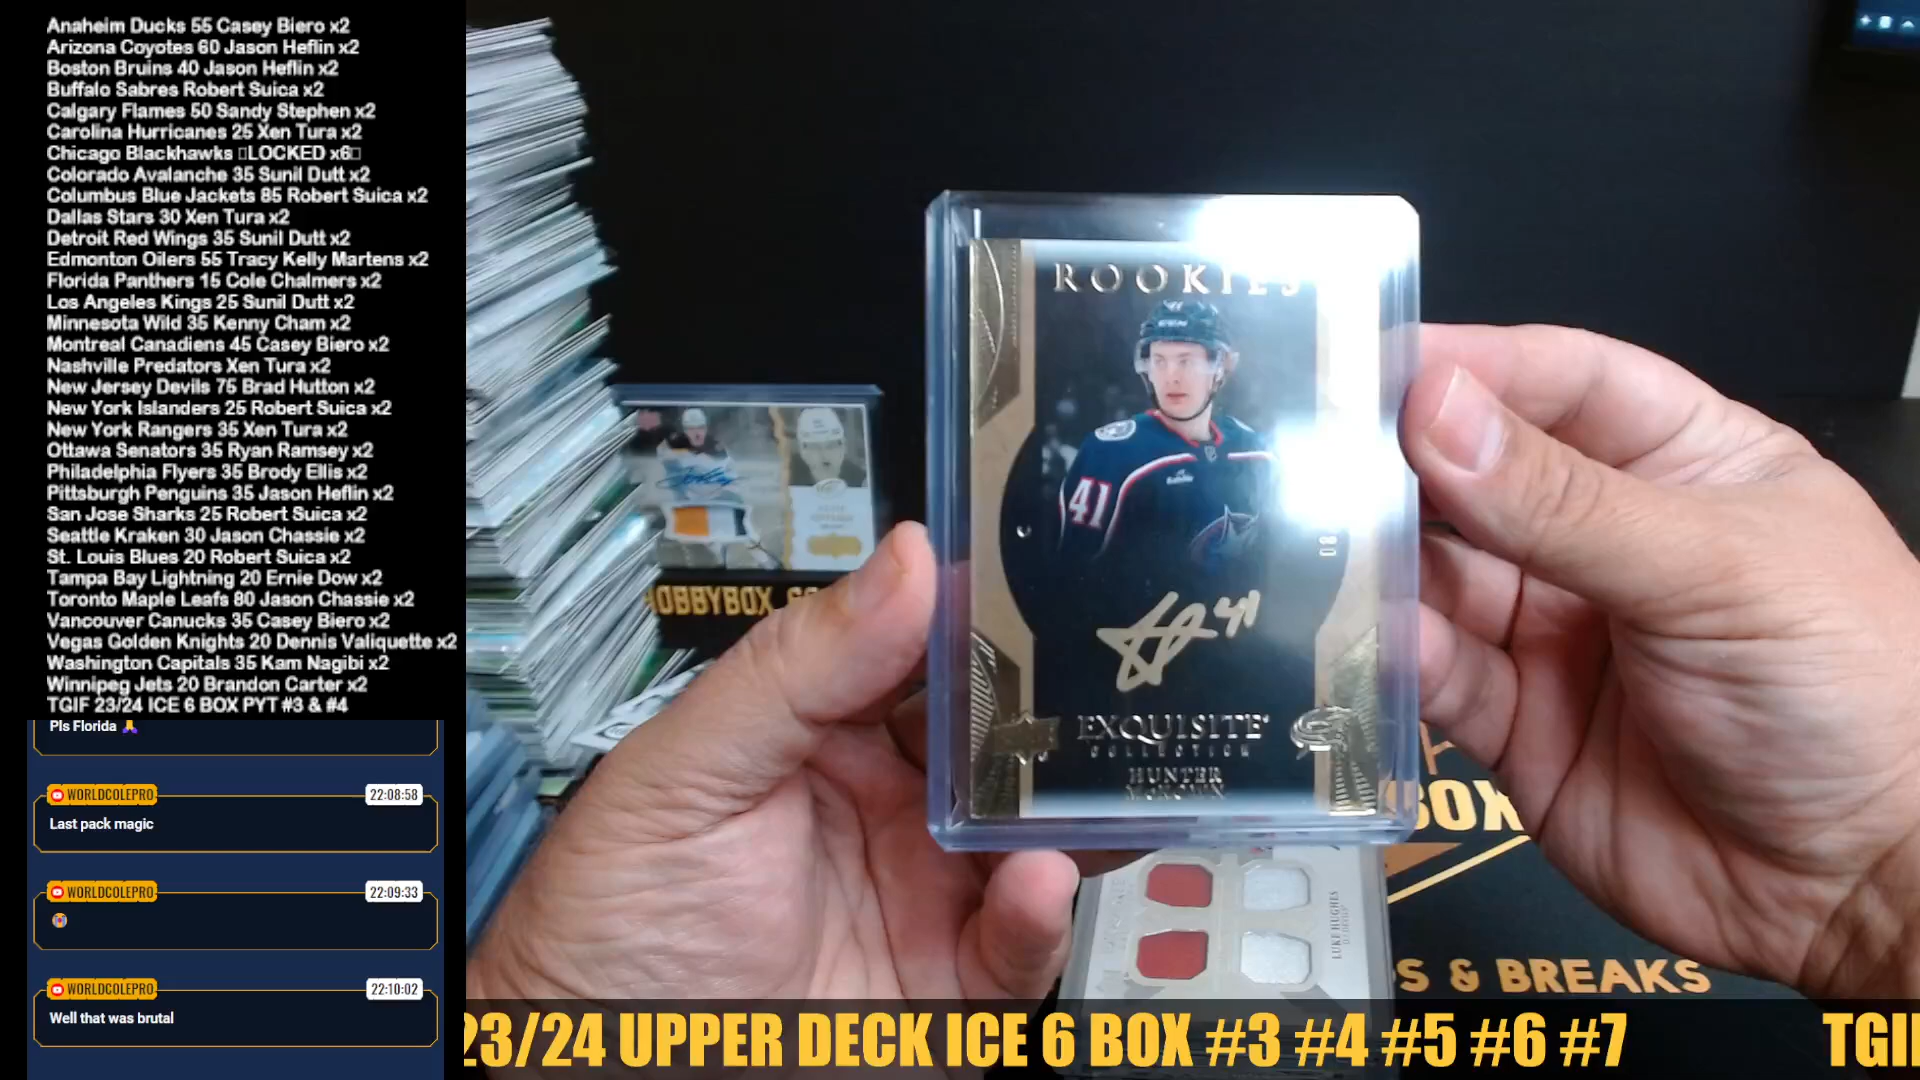 Anaheim Ducks 55 Casey Biero x2
Arizona Coyotes 60 Jason Heflin x2
Boston Bruins 40 Jason Heflin x2
Buffalo Sabres Robert Suica x2
Calgary Flames 50 Sandy Stephen x2
Carolina Hurricanes 25 Xen Tura x2
Chicago Blackhawks LOCKED x6
Colorado Avalanche 35 Sunil Dutt x2
Columbus Blue Jackets 85 Robert Suica x2
Dallas Stars 30 Xen Tura x2
Detroit Red Wings 35 Sunil Dutt x2
Edmonton Oilers 55 Tracy Kelly Martens x2
Florida Panthers 15 Cole Chalmers x2
Los Angeles Kings 25 Sunil Dutt x2
Minnesota Wild 35 Kenny Cham x2
Montreal Canadiens 45 Casey Biero x2
Nashville Predators Xen Tura x2
New Jersey Devils 75 Brad Hutton x2
New York Islanders 25 Robert Suica x2
New York Rangers 35 Xen Tura x2
Ottawa Senators 35 Ryan Ramsey x2
Philadelphia Flyers 35 Brody Ellis x2
Pittsburgh Penguins 35 Jason Heflin x2
San Jose Sharks 25 Robert Suica x2
Seattle Kraken 30 Jason Chassie x2
St. Louis Blues 20 Robert Suica x2
Tampa Bay Lightning 20 Ernie Dow x2
Toronto Maple Leafs 80 Jason Chassie x2
Vancouver Canucks 35 Casey Biero x2
Vegas Golden Knights 20 Dennis Valiquette x2
Washington Capitals 35 Kam Nagibi x2
Winnipeg Jets 20 Brandon Carter x2
TGIF 23/24 ICE 6 BOX PYT #3 & #4
Pls Florida 🙏
WORLDCOLEPRO 22:08:58
Last pack magic
WORLDCOLEPRO 22:09:33
😭
WORLDCOLEPRO 22:10:02
Well that was brutal
ROOKIES
41
41
EXQUISITE
COLLECTION
HUNTER
McKOWN
HOBBYBOX
BOX
LUKE HUGHES
S & BREAKS
23/24 UPPER DECK ICE 6 BOX #3 #4 #5 #6 #7
TGIF